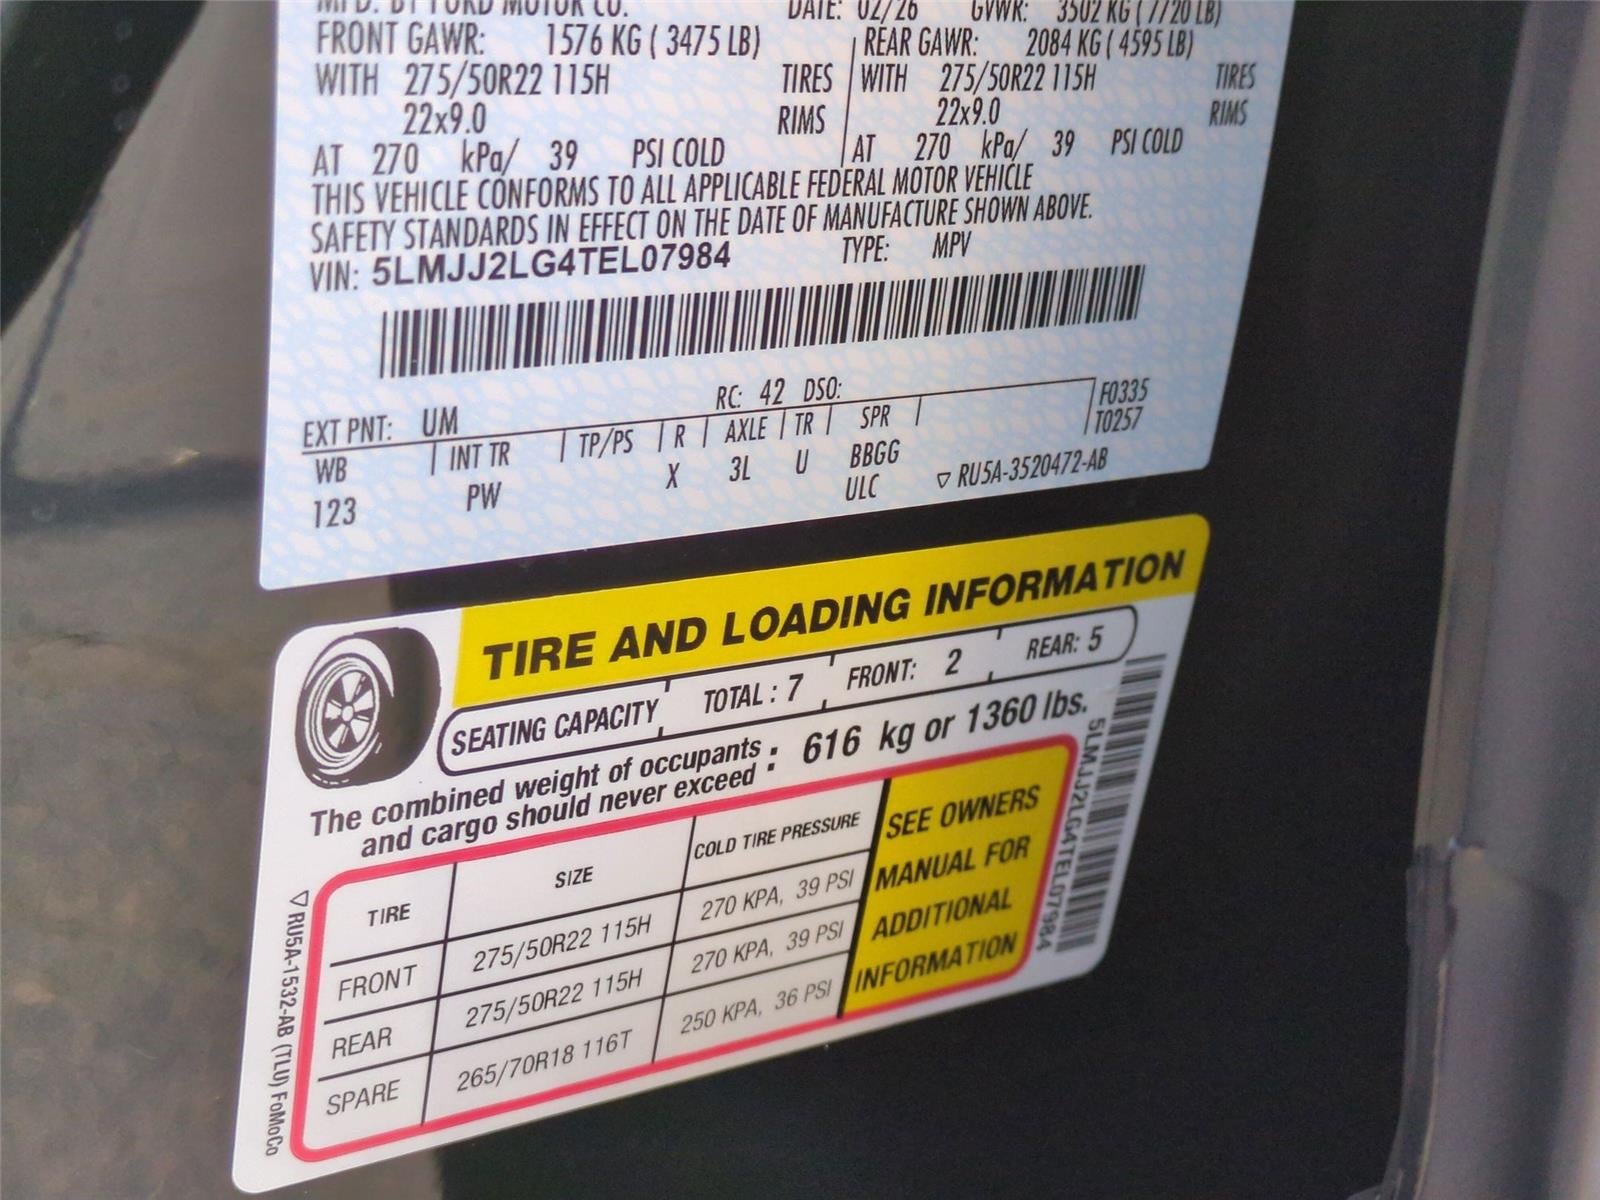 MFD. BY FORD MOTOR CO. DATE: 02/26 GVWR: 3502 KG ( 7720 LB)
FRONT GAWR: 1576 KG ( 3475 LB) REAR GAWR: 2084 KG ( 4595 LB)
WITH 275/50R22 115H TIRES WITH 275/50R22 115H TIRES
22x9.0 RIMS 22x9.0 RIMS
AT 270 kPa/ 39 PSI COLD AT 270 kPa/ 39 PSI COLD
THIS VEHICLE CONFORMS TO ALL APPLICABLE FEDERAL MOTOR VEHICLE
SAFETY STANDARDS IN EFFECT ON THE DATE OF MANUFACTURE SHOWN ABOVE.
VIN: 5LMJJ2LG4TEL07984 TYPE: MPV
EXT PNT: UM RC: 42 DSO: F0335
WB INT TR TP/PS R AXLE TR SPR T0257
123 PW X 3L U BBGG
ULC ▽ RU5A-3520472-AB
TIRE AND LOADING INFORMATION
SEATING CAPACITY TOTAL : 7 FRONT: 2 REAR: 5
The combined weight of occupants
and cargo should never exceed : 616 kg or 1360 lbs.
TIRE SIZE COLD TIRE PRESSURE
FRONT 275/50R22 115H 270 KPA, 39 PSI
REAR 275/50R22 115H 270 KPA, 39 PSI
SPARE 265/70R18 116T 250 KPA, 36 PSI
SEE OWNERS
MANUAL FOR
ADDITIONAL
INFORMATION
5LMJJ2LG4TEL07984
▽ RU5A-1532-AB (TLU) FoMoCo